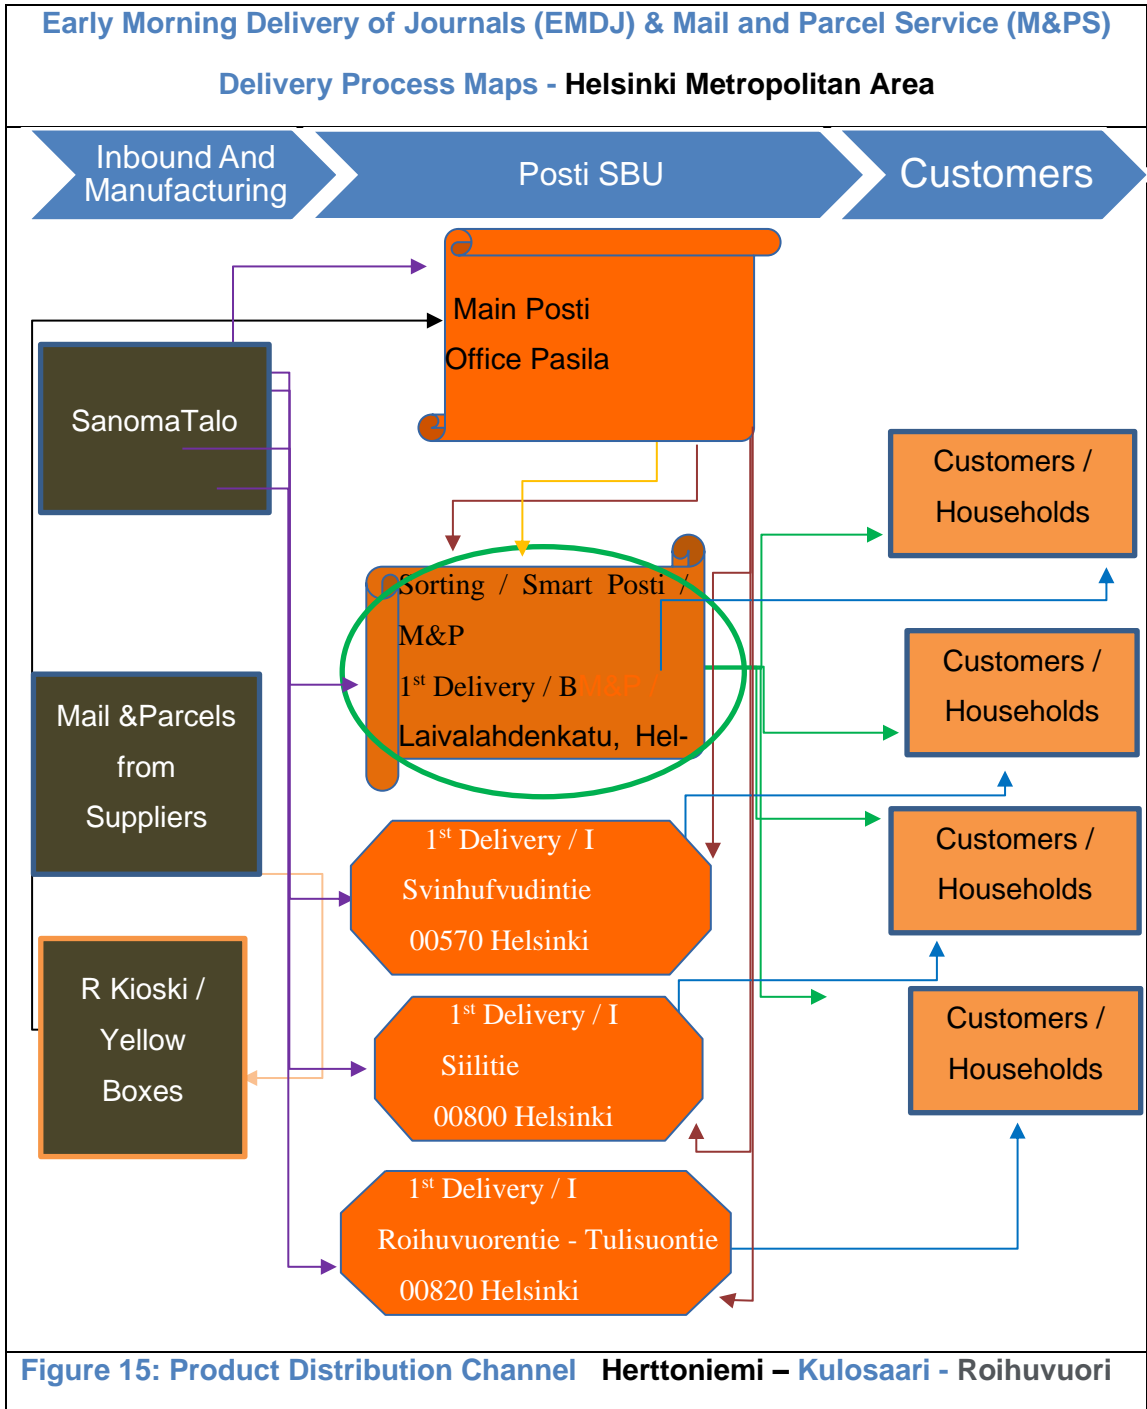 Early Morning Delivery of Journals (EMDJ) & Mail and Parcel Service (M&PS)
Delivery Process Maps - Helsinki Metropolitan Area
Inbound And
Manufacturing
Posti SBU
Customers
Main Posti
Office Pasila
SanomaTalo
Customers /
Households
Sorting / Smart Posti /
M&P
1st Delivery / BM&P /
Laivalahdenkatu, Hel-
Customers /
Households
Mail &Parcels
from
Suppliers
1st Delivery / I
Svinhufvudintie
00570 Helsinki
Customers /
Households
R Kioski /
Yellow
Boxes
1st Delivery / I
Siilitie
00800 Helsinki
Customers /
Households
1st Delivery / I
Roihuvuorentie - Tulisuontie
00820 Helsinki
Figure 15: Product Distribution Channel Herttoniemi – Kulosaari - Roihuvuori